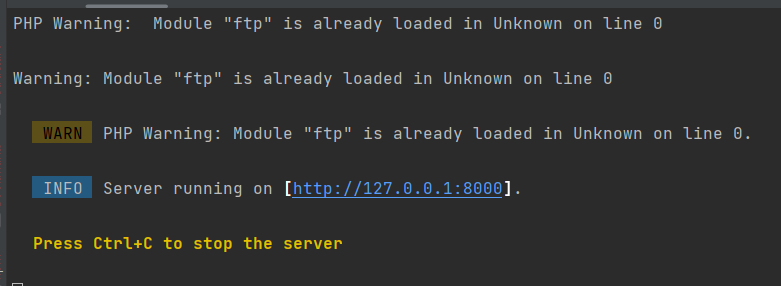 PHP Warning:  Module "ftp" is already loaded in Unknown on line 0
Warning: Module "ftp" is already loaded in Unknown on line 0
WARN  PHP Warning: Module "ftp" is already loaded in Unknown on line 0.
INFO  Server running on [http://127.0.0.1:8000].
Press Ctrl+C to stop the server